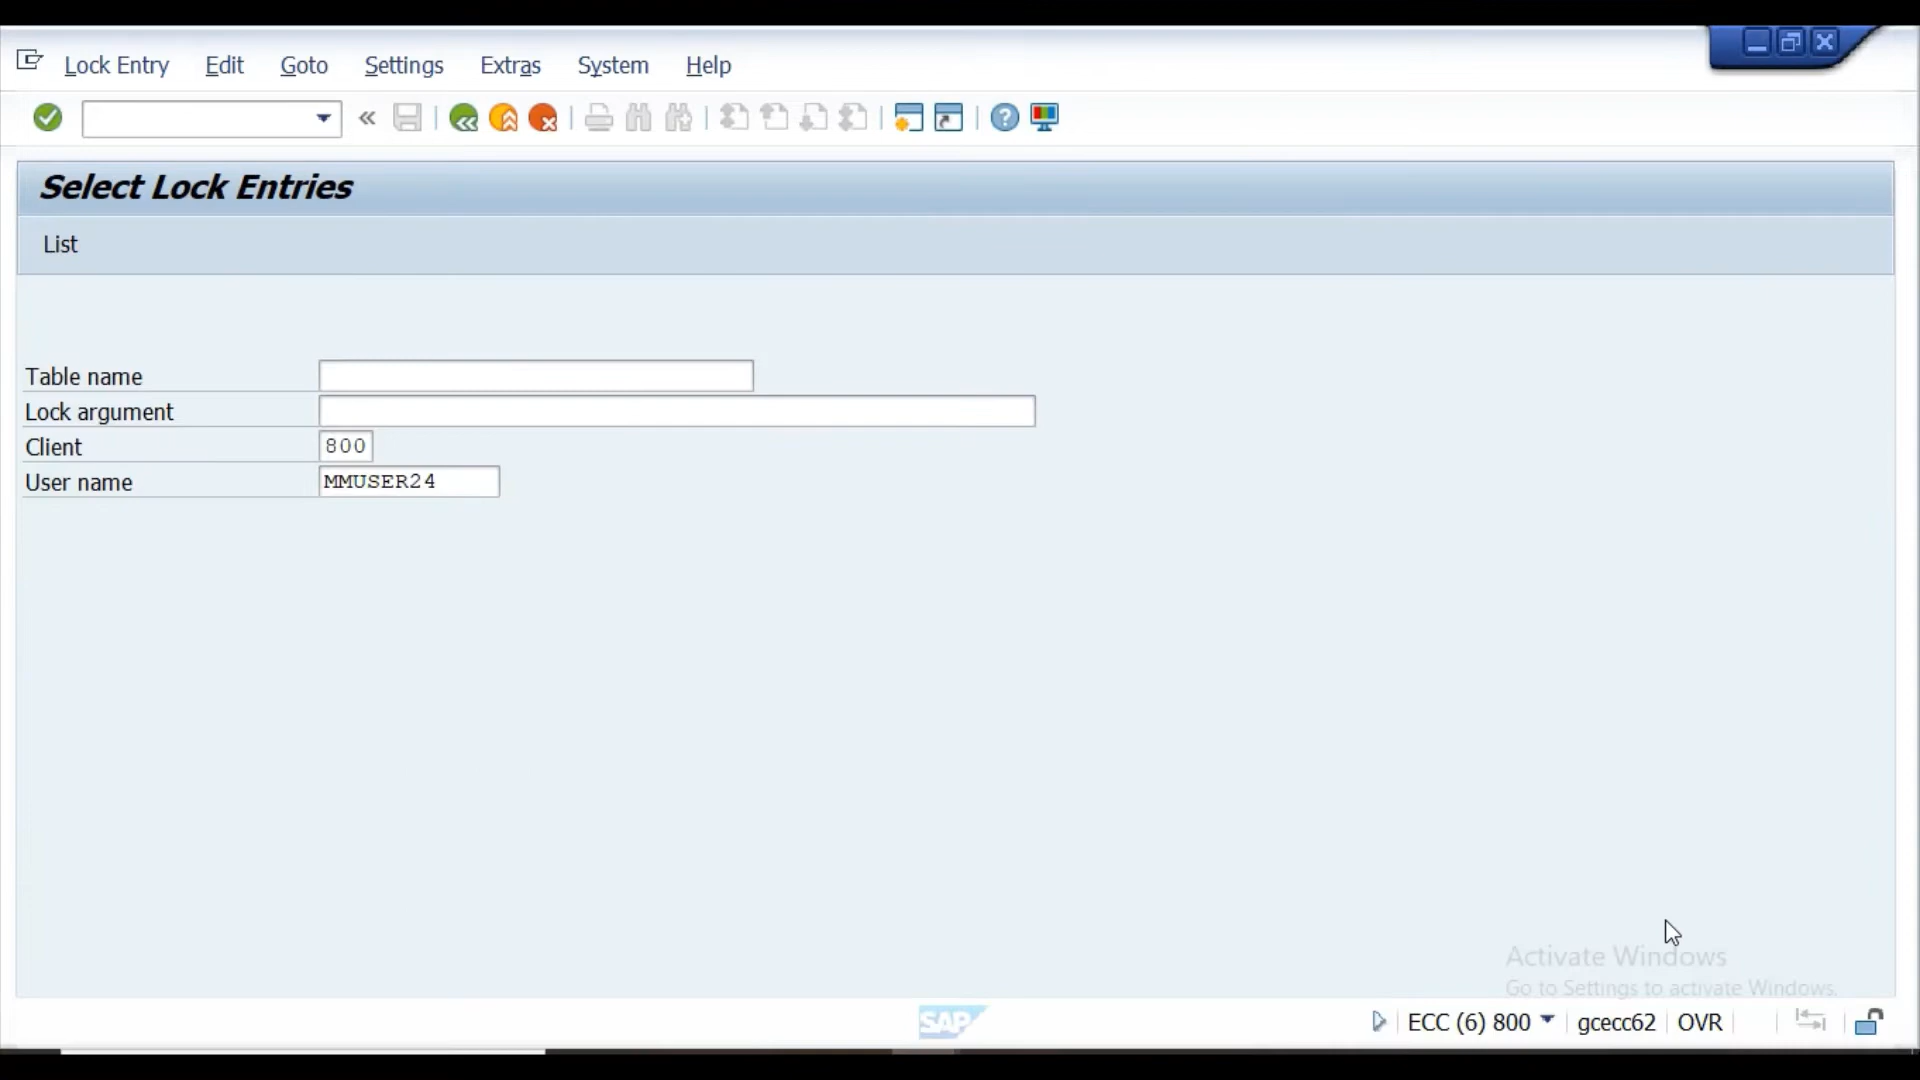 Lock Entry Edit Goto Settings Extras System Help
Select Lock Entries
List
Table name
Lock argument
Client 800
User name MMUSER24
Activate Windows
Go to Settings to activate Windows.
SAP ECC (6) 800 gcecc62 OVR